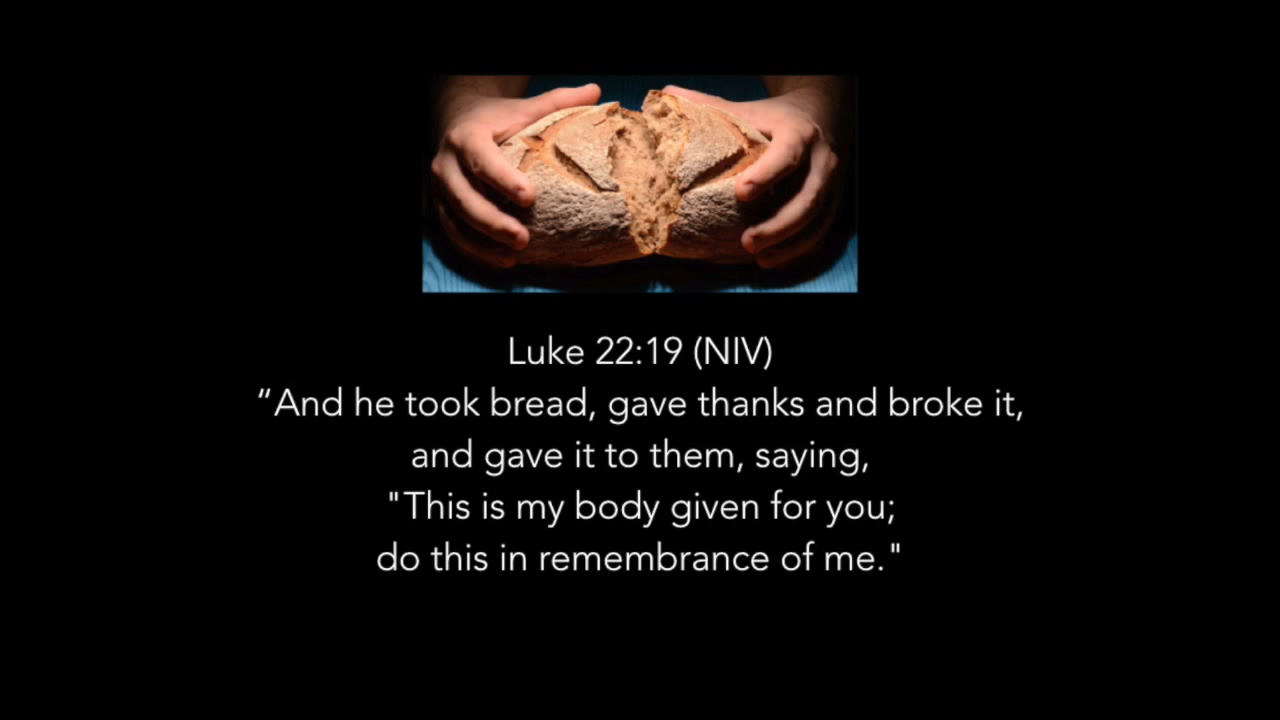 Luke 22:19 (NIV)
“And he took bread, gave thanks and broke it,
and gave it to them, saying,
"This is my body given for you;
do this in remembrance of me."